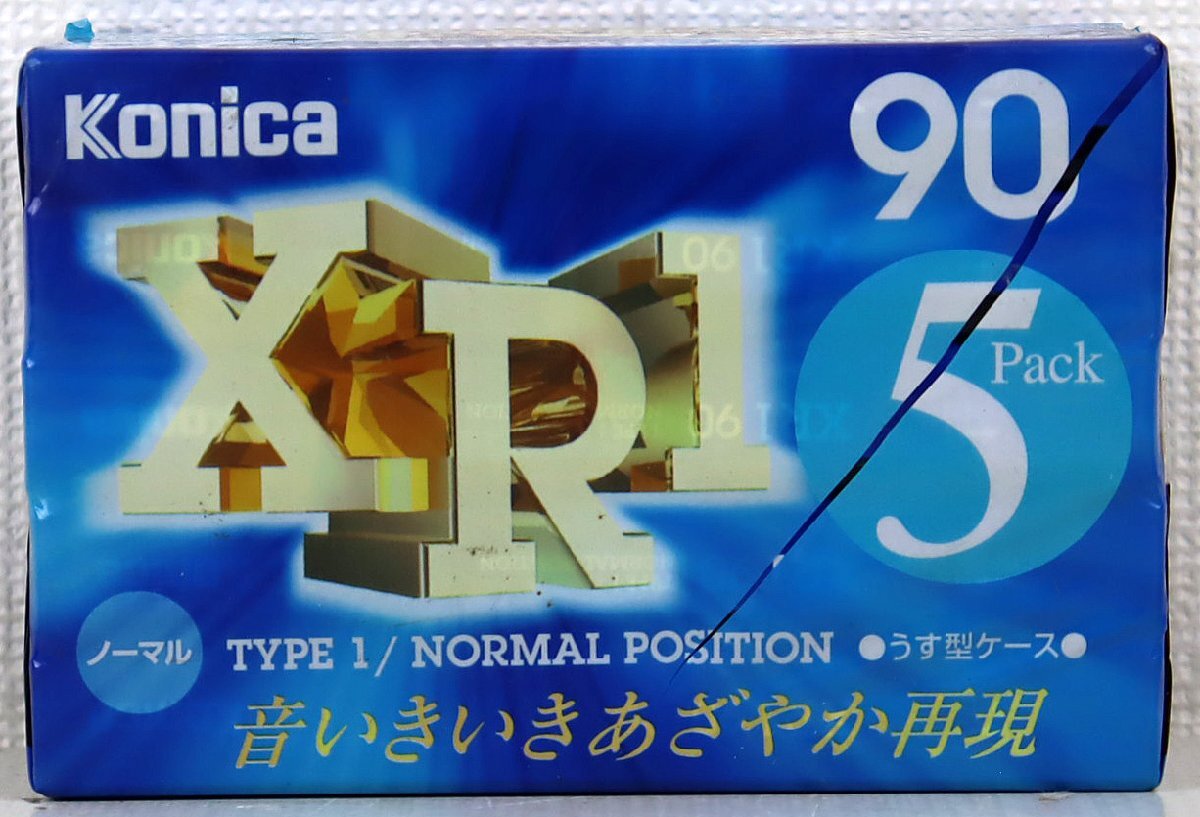 Konica
90
XR1
5
Pack
ノーマル
TYPE 1/ NORMAL POSITION ●うす型ケース●
音いきいきあざやか再現